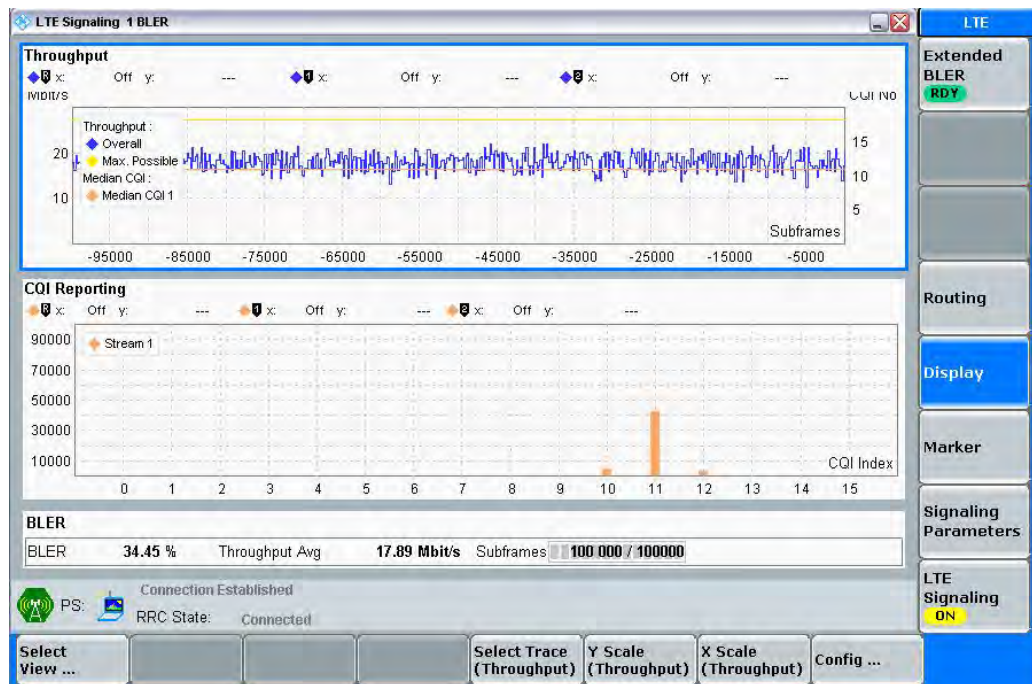 LTE Signaling 1 BLER
LTE
Throughput
R x: Off y: --- 1 x: Off y: --- 2 x: Off y: ---
Mbit/s
CQI No
Throughput :
Overall
Max. Possible
Median CQI :
Median CQI 1
20
10
15
10
5
Subframes
-95000 -85000 -75000 -65000 -55000 -45000 -35000 -25000 -15000 -5000
CQI Reporting
R x: Off y: --- 1 x: Off y: --- 2 x: Off y: ---
Stream 1
90000
70000
50000
30000
10000
CQI Index
0 1 2 3 4 5 6 7 8 9 10 11 12 13 14 15
BLER
BLER 34.45 % Throughput Avg 17.89 Mbit/s Subframes 100 000 / 100000
PS:
Connection Established
RRC State: Connected
Extended
BLER
RDY
Routing
Display
Marker
Signaling
Parameters
LTE
Signaling
ON
Select
View ...
Select Trace
(Throughput)
Y Scale
(Throughput)
X Scale
(Throughput)
Config ...